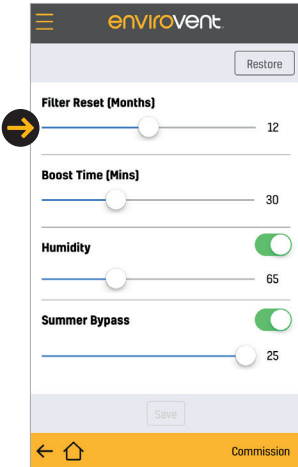 envirovent
Restore
Filter Reset (Months)
12
Boost Time (Mins)
30
Humidity
65
Summer Bypass
25
Save
Commission